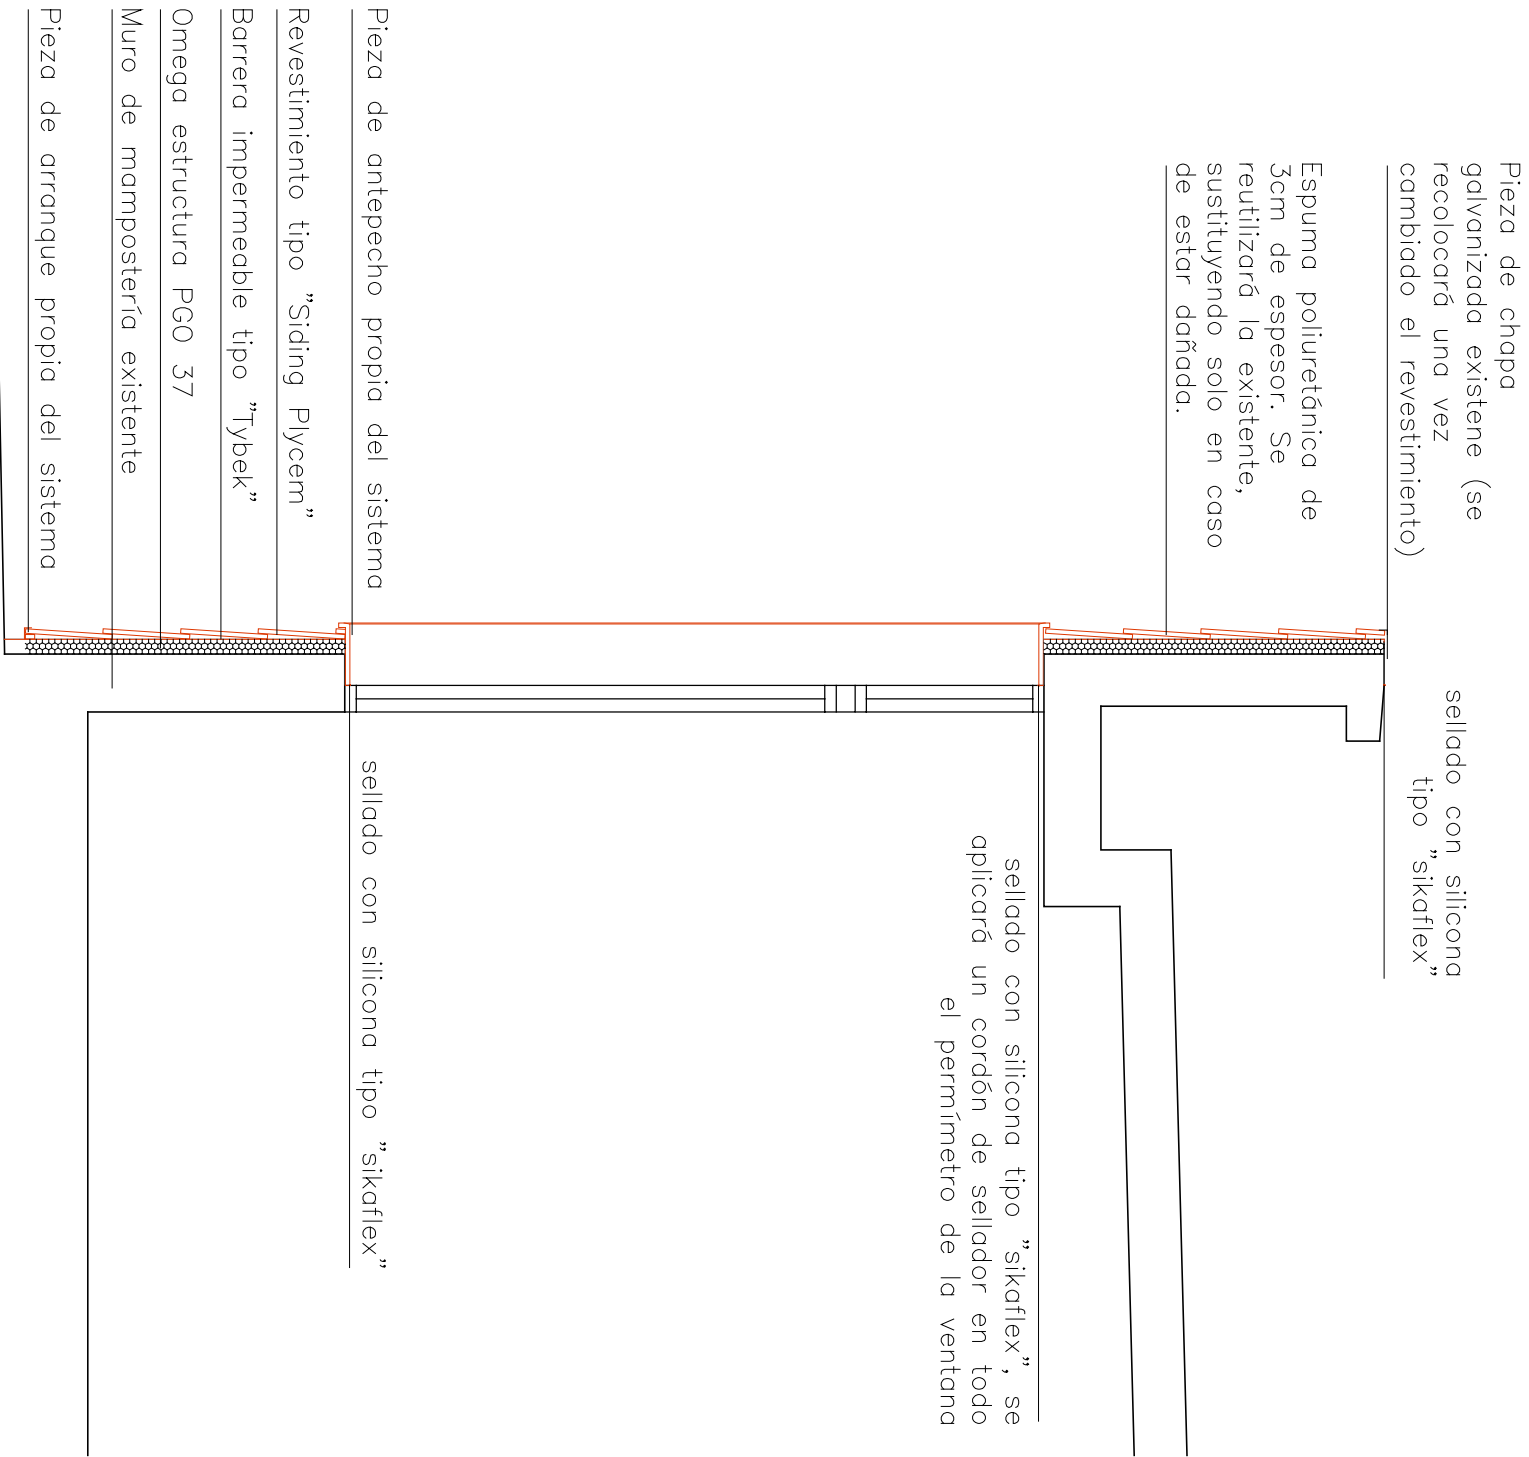 Pieza de chapa
galvanizada existene (se
recolocará una vez
cambiado el revestimiento)
sellado con silicona
tipo "sikaflex"
Espuma poliuretánica de
3cm de espesor. Se
reutilizará la existente,
sustituyendo solo en caso
de estar dañada.
sellado con silicona tipo "sikaflex", se
aplicará un cordón de sellador en todo
el permímetro de la ventana
Pieza de antepecho propia del sistema
sellado con silicona tipo "sikaflex"
Revestimiento tipo "Siding Plycem"
Barrera impermeable tipo "Tybek"
Omega estructura PGO 37
Muro de mampostería existente
Pieza de arranque propia del sistema